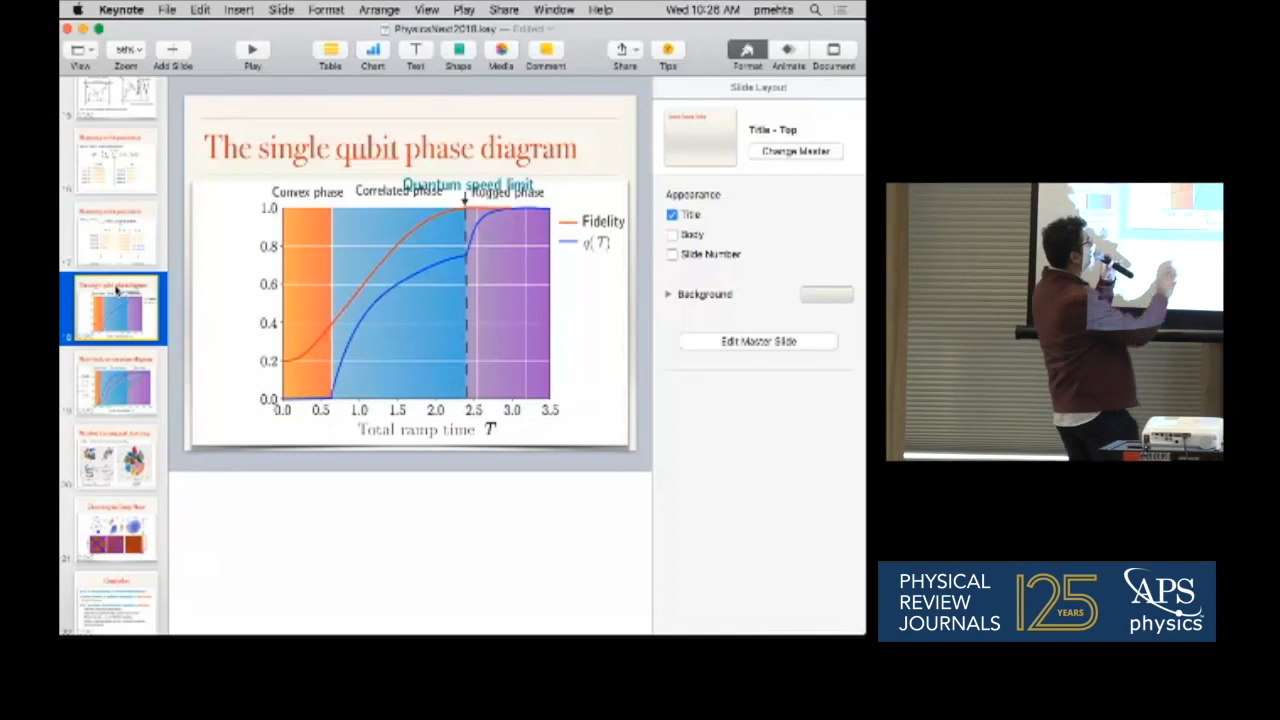 Keynote File Edit Insert Slide Format Arrange View Play Share Window Help Wed 10:26 AM pmehta
PhysicsNext2018.key — Edited
56%
View Zoom Add Slide Play Table Chart Text Shape Media Comment Share Tips Format Animate Document
Slide Layout
Title - Top
Change Master
Appearance
Title
Body
Slide Number
Background
Edit Master Slide
The single qubit phase diagram
Quantum speed limit
Convex phase Correlated phase Rugged phase
1.0
0.8
0.6
0.4
0.2
0.0
0.0 0.5 1.0 1.5 2.0 2.5 3.0 3.5
Total ramp time T
Fidelity
q(T)
PHYSICAL
REVIEW
JOURNALS
125
YEARS
APS
physics